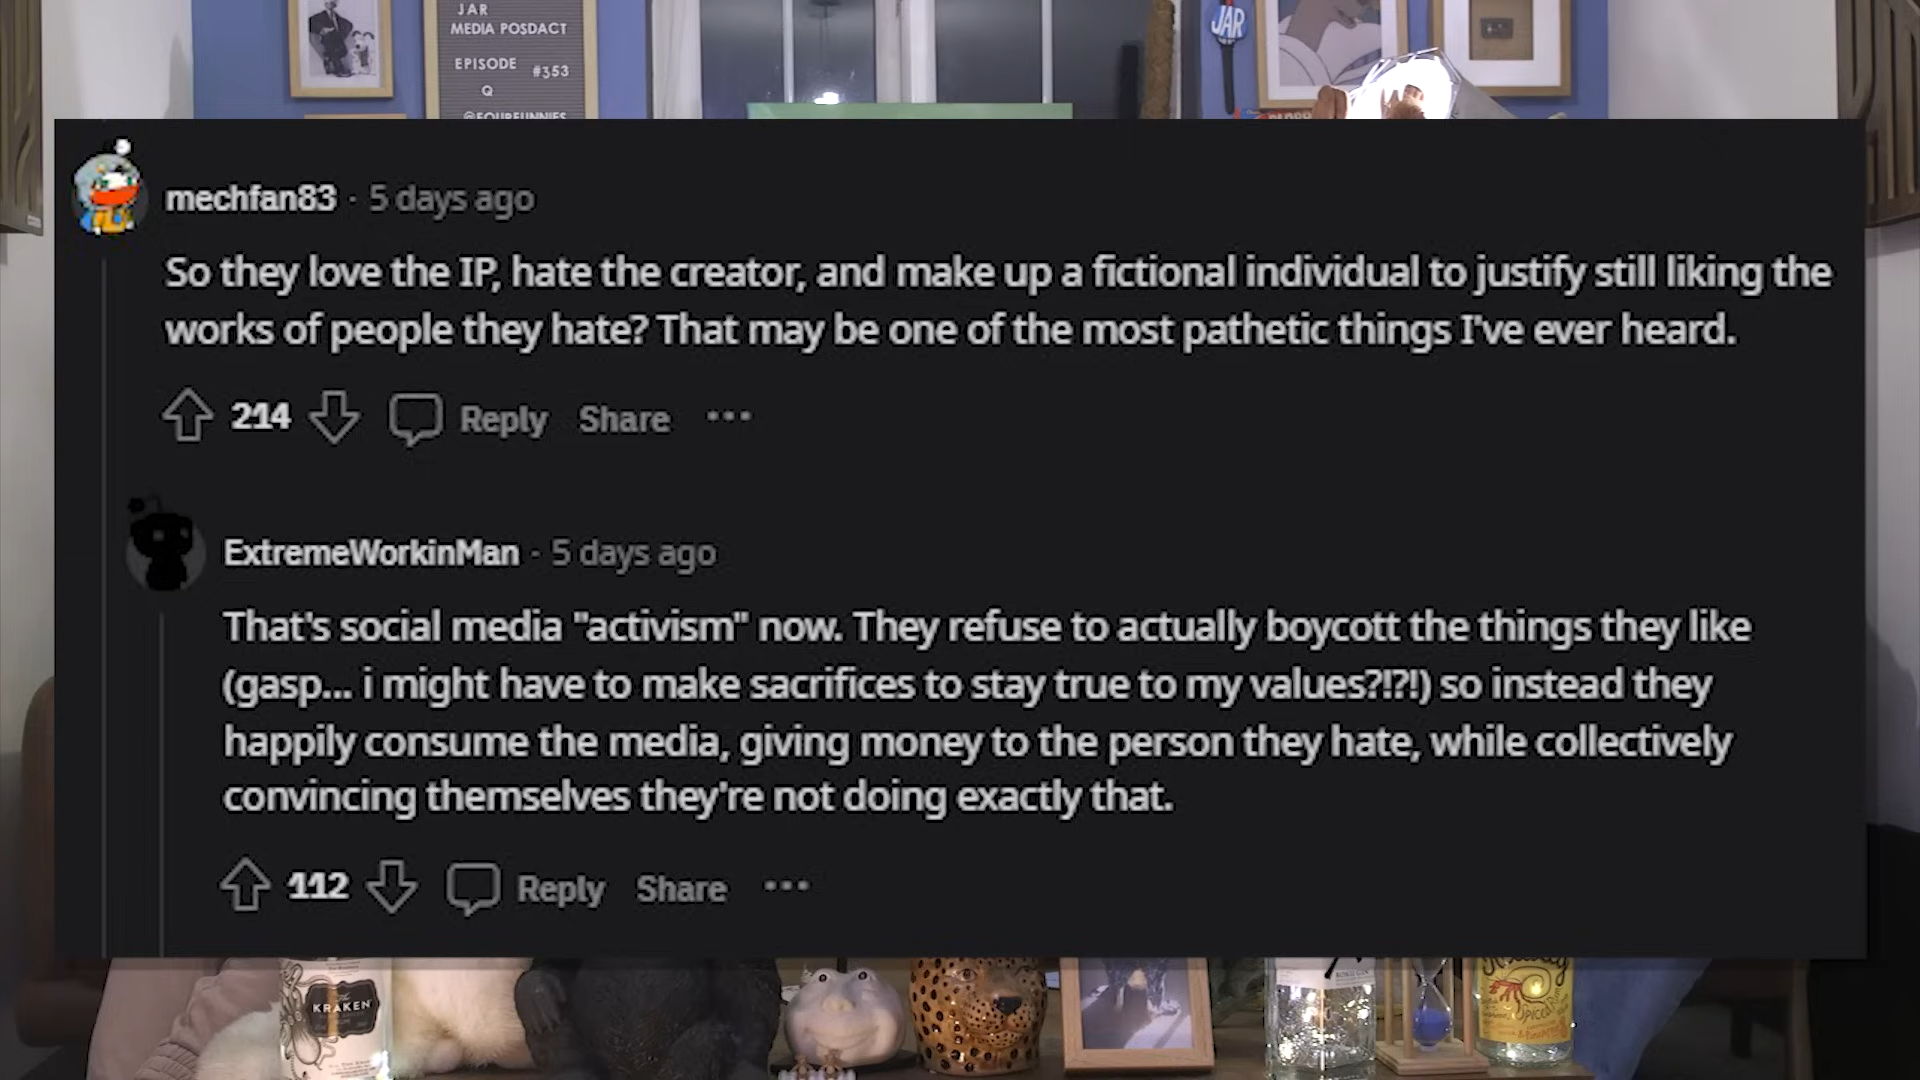 JAR
MEDIA POSDACT
EPISODE #353
Q
@FOURFUNNIES
JAR
mechfan83 · 5 days ago
So they love the IP, hate the creator, and make up a fictional individual to justify still liking the
works of people they hate? That may be one of the most pathetic things I've ever heard.
214 Reply Share ...
ExtremeWorkinMan · 5 days ago
That's social media "activism" now. They refuse to actually boycott the things they like
(gasp... i might have to make sacrifices to stay true to my values?!?!) so instead they
happily consume the media, giving money to the person they hate, while collectively
convincing themselves they're not doing exactly that.
112 Reply Share ...
KRAKEN
ROKU GIN
SPICED